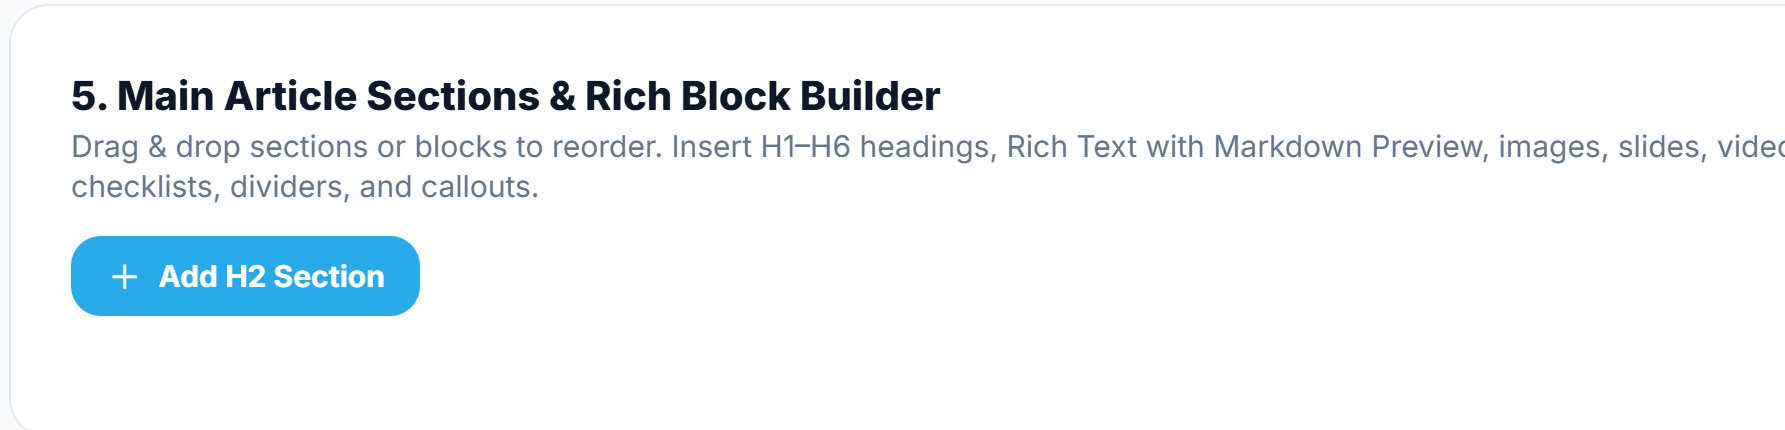 5. Main Article Sections & Rich Block Builder
Drag & drop sections or blocks to reorder. Insert H1–H6 headings, Rich Text with Markdown Preview, images, slides,
checklists, dividers, and callouts.
+ Add H2 Section